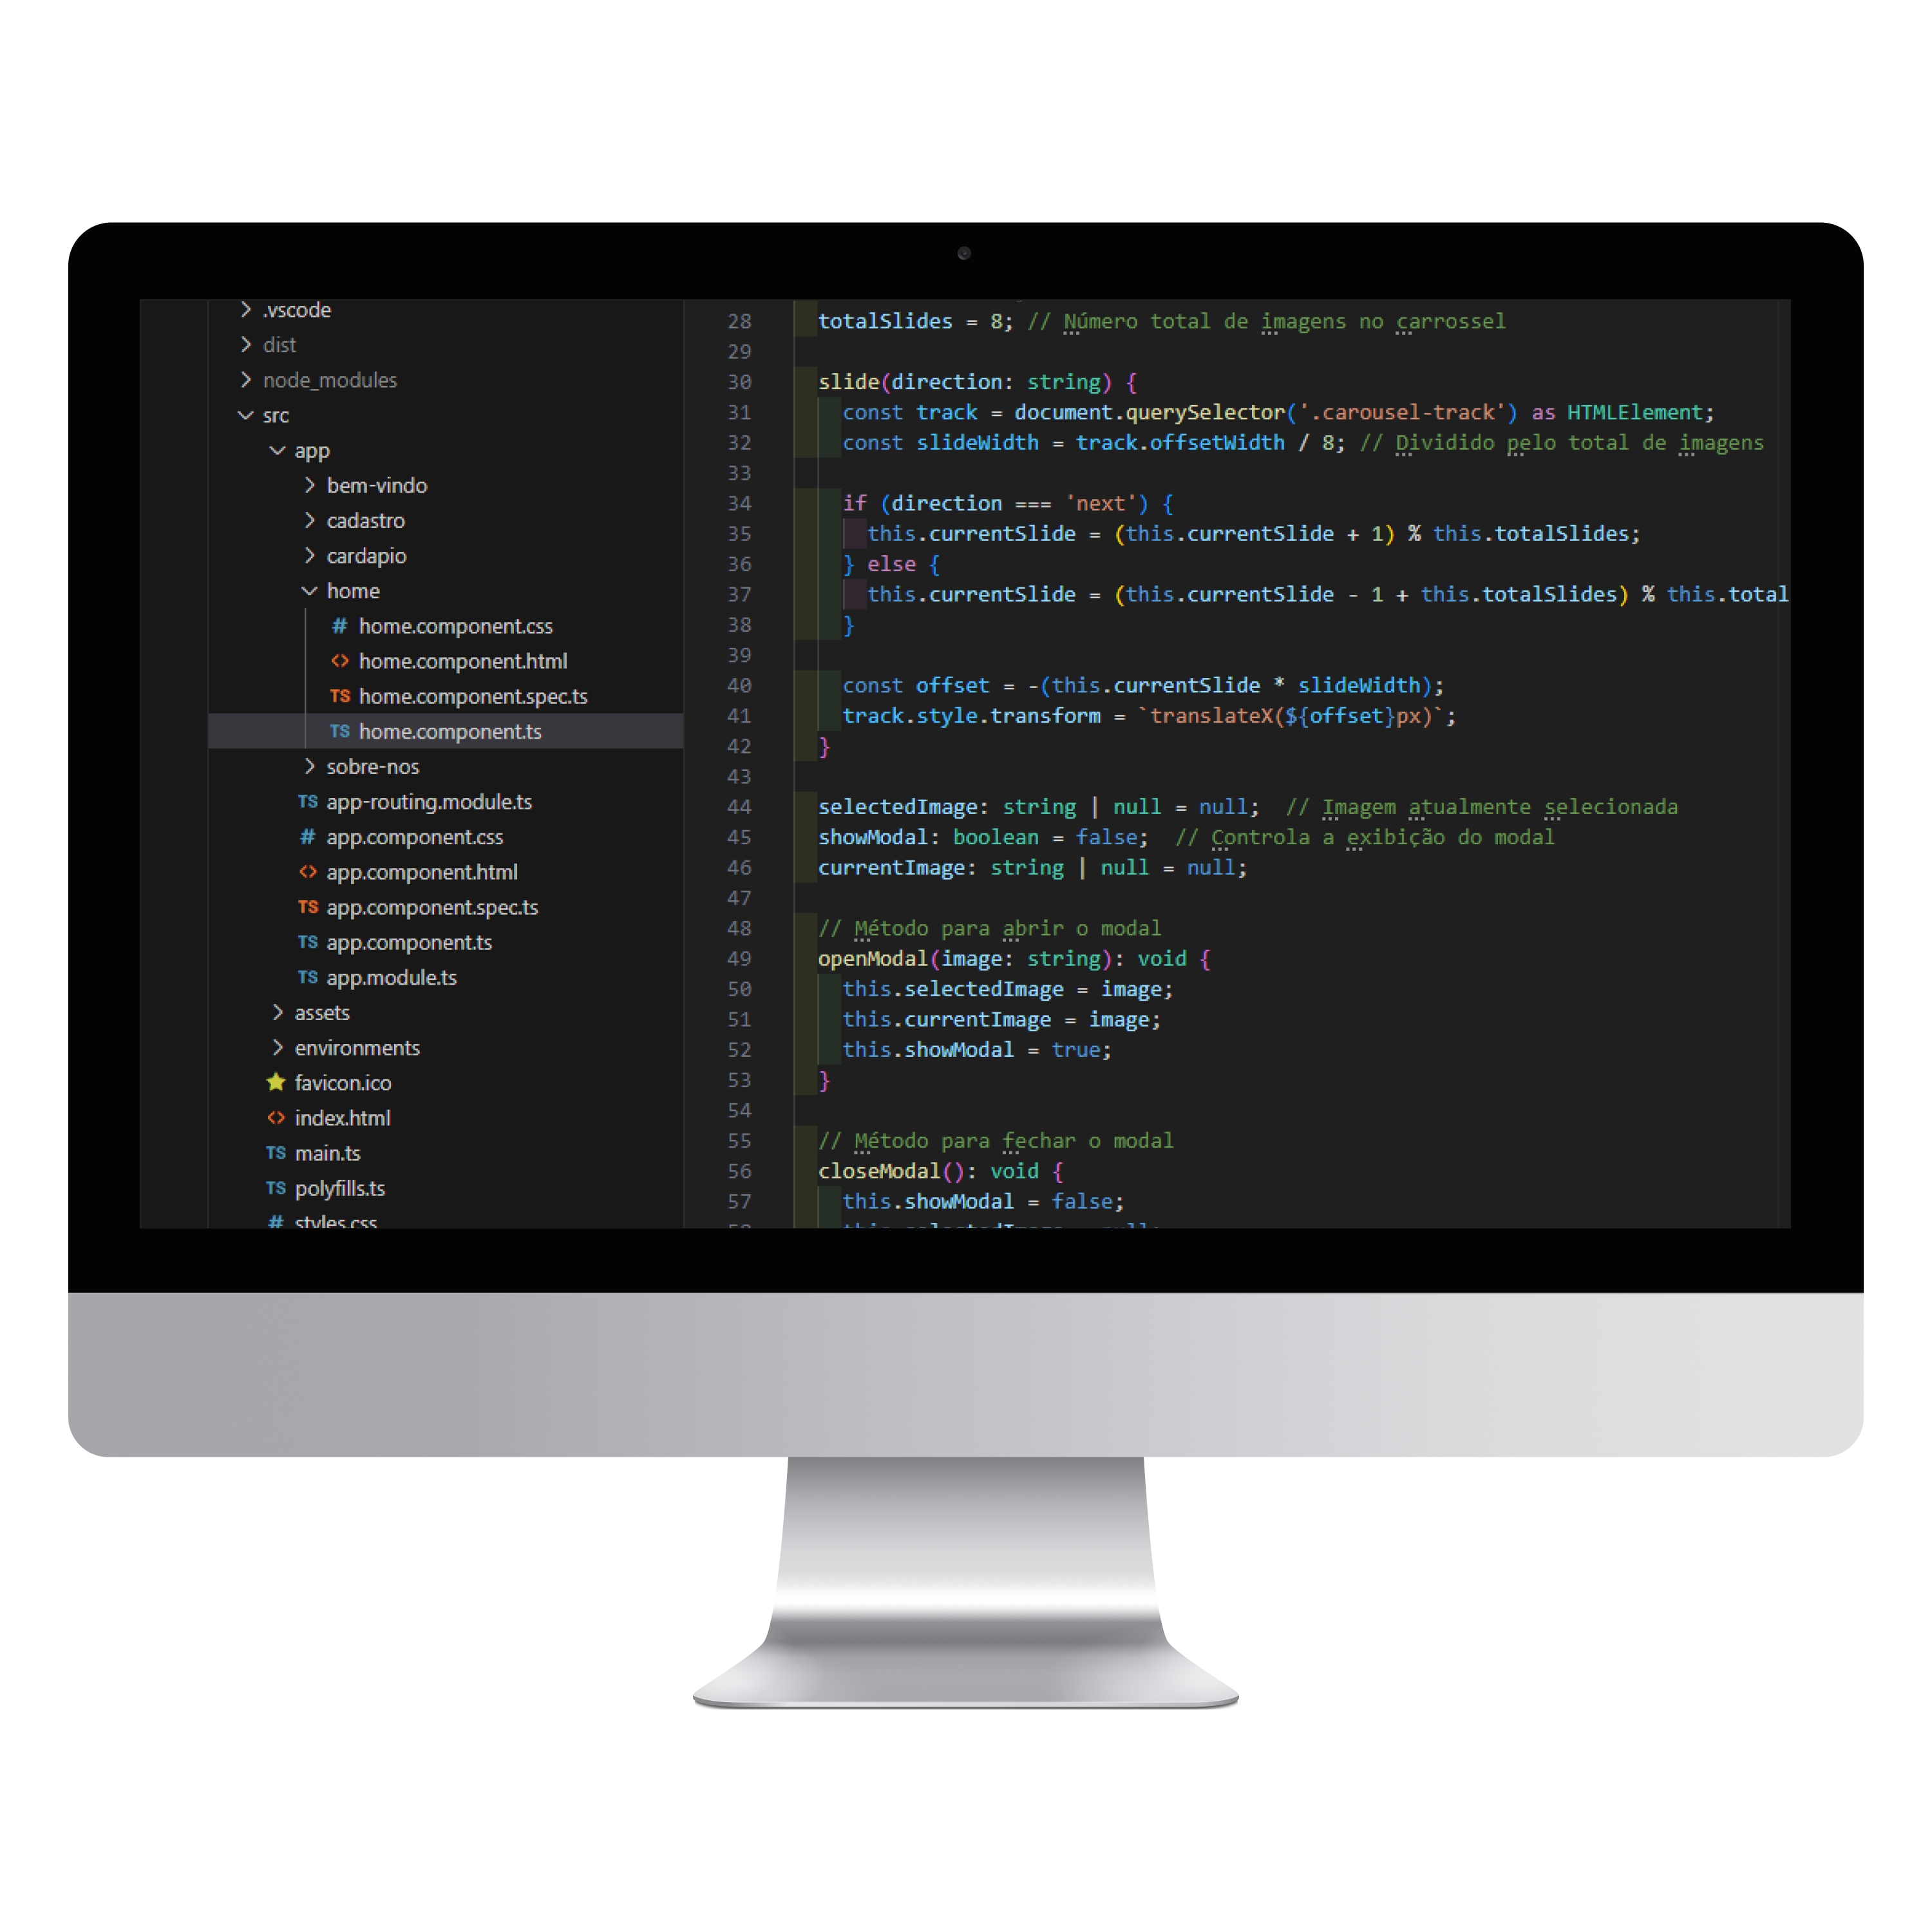 .vscode
dist
node_modules
src
app
bem-vindo
cadastro
cardapio
home
home.component.css
home.component.html
TS home.component.spec.ts
TS home.component.ts
sobre-nos
TS app-routing.module.ts
# app.component.css
<> app.component.html
TS app.component.spec.ts
TS app.component.ts
TS app.module.ts
assets
environments
favicon.ico
<> index.html
TS main.ts
TS polyfills.ts
# styles.css
28 totalSlides = 8; // Número total de imagens no carrossel
29
30 slide(direction: string) {
31 const track = document.querySelector('.carousel-track') as HTMLElement;
32 const slideWidth = track.offsetWidth / 8; // Dividido pelo total de imagens
33
34 if (direction === 'next') {
35 this.currentSlide = (this.currentSlide + 1) % this.totalSlides;
36 } else {
37 this.currentSlide = (this.currentSlide - 1 + this.totalSlides) % this.total
38 }
39
40 const offset = -(this.currentSlide * slideWidth);
41 track.style.transform = `translateX(${offset}px)`;
42 }
43
44 selectedImage: string | null = null; // Imagem atualmente selecionada
45 showModal: boolean = false; // Controla a exibição do modal
46 currentImage: string | null = null;
47
48 // Método para abrir o modal
49 openModal(image: string): void {
50 this.selectedImage = image;
51 this.currentImage = image;
52 this.showModal = true;
53 }
54
55 // Método para fechar o modal
56 closeModal(): void {
57 this.showModal = false;